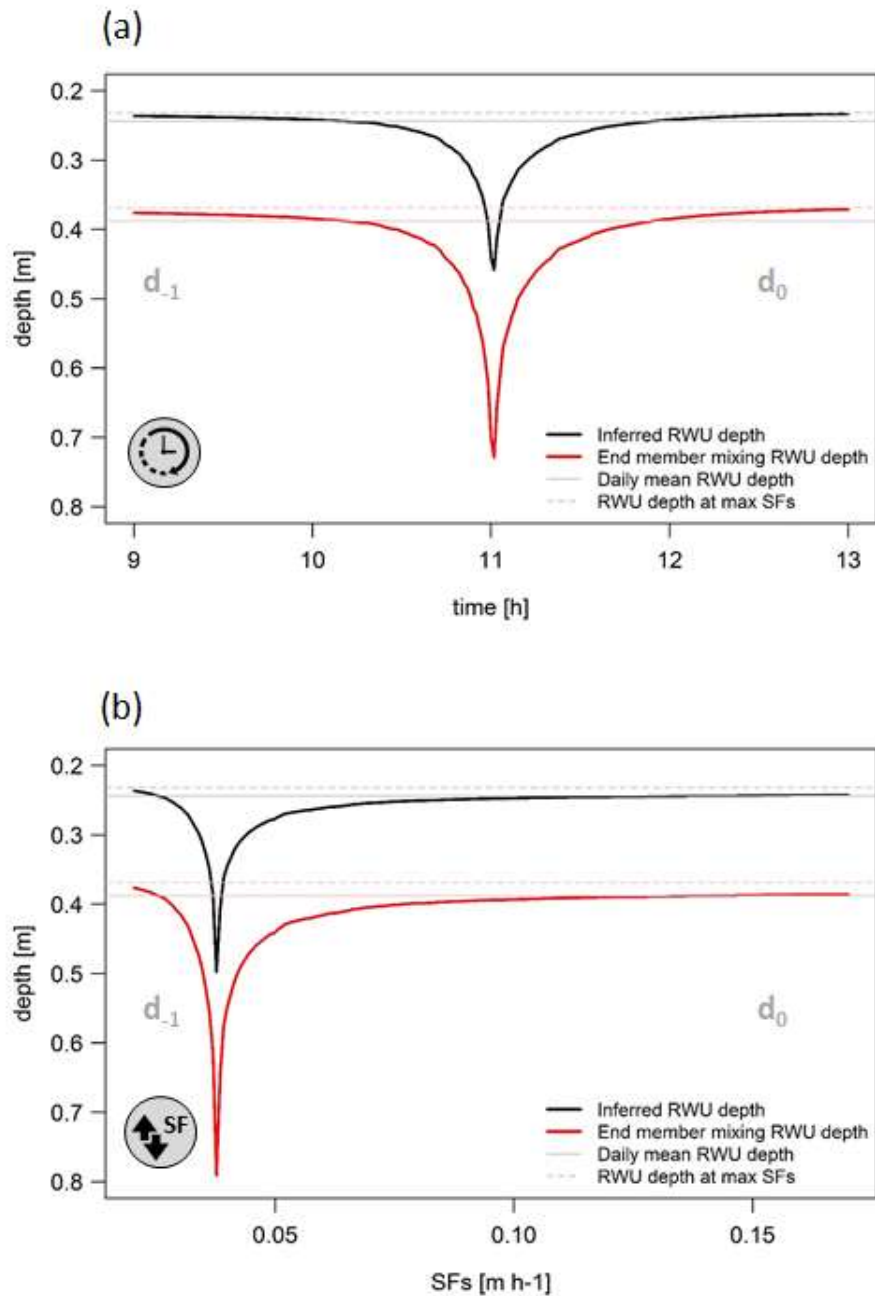 (a)
0.2
0.3
0.4
0.5
0.6
0.7
0.8
depth [m]
d-1
d0
Inferred RWU depth
End member mixing RWU depth
Daily mean RWU depth
RWU depth at max SFs
9
10
11
12
13
time [h]
(b)
0.2
0.3
0.4
0.5
0.6
0.7
0.8
depth [m]
d-1
d0
SF
Inferred RWU depth
End member mixing RWU depth
Daily mean RWU depth
RWU depth at max SFs
0.05
0.10
0.15
SFs [m h-1]